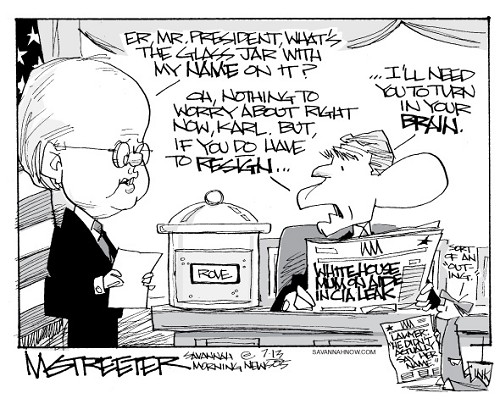 ER, MR. PRESIDENT, WHAT'S
THE GLASS JAR WITH
MY NAME ON IT?
OH, NOTHING TO
WORRY ABOUT RIGHT
NOW, KARL. BUT,
IF YOU DO HAVE
TO RESIGN...
...I'LL NEED
YOU TO TURN
IN YOUR
BRAIN.
ROVE
WHITE HOUSE
MUM ON AIDE
IN CIA LEAK
SORT
OF AN
"OUT-
ING."
LAWYER:
HE DIDN'T
ACTUALLY
SAY HER
NAME
MSTREETER
SAVANNAH
MORNING NEWS
7-13
05
SAVANNAHNOW.COM